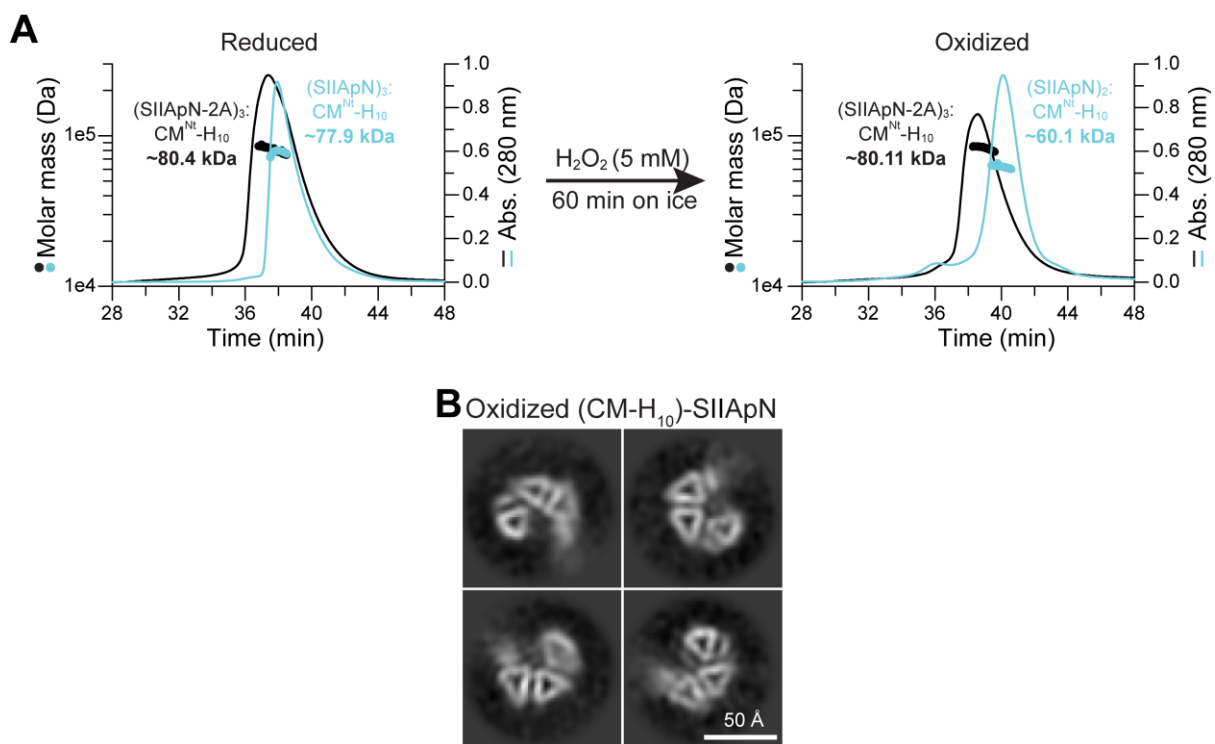 A
Reduced
Molar mass (Da)
1e5
1e4
(SIIApN-2A)₃:
CMᴺᵗ-H₁₀
~80.4 kDa
(SIIApN)₃:
CMᴺᵗ-H₁₀
~77.9 kDa
1.0
0.8
0.6
0.4
0.2
0.0
Abs. (280 nm)
28 32 36 40 44 48
Time (min)
H₂O₂ (5 mM)
60 min on ice
Oxidized
Molar mass (Da)
1e5
1e4
(SIIApN-2A)₃:
CMᴺᵗ-H₁₀
~80.11 kDa
(SIIApN)₂:
CMᴺᵗ-H₁₀
~60.1 kDa
1.0
0.8
0.6
0.4
0.2
0.0
Abs. (280 nm)
28 32 36 40 44 48
Time (min)
B Oxidized (CM-H₁₀)-SIIApN
50 Å